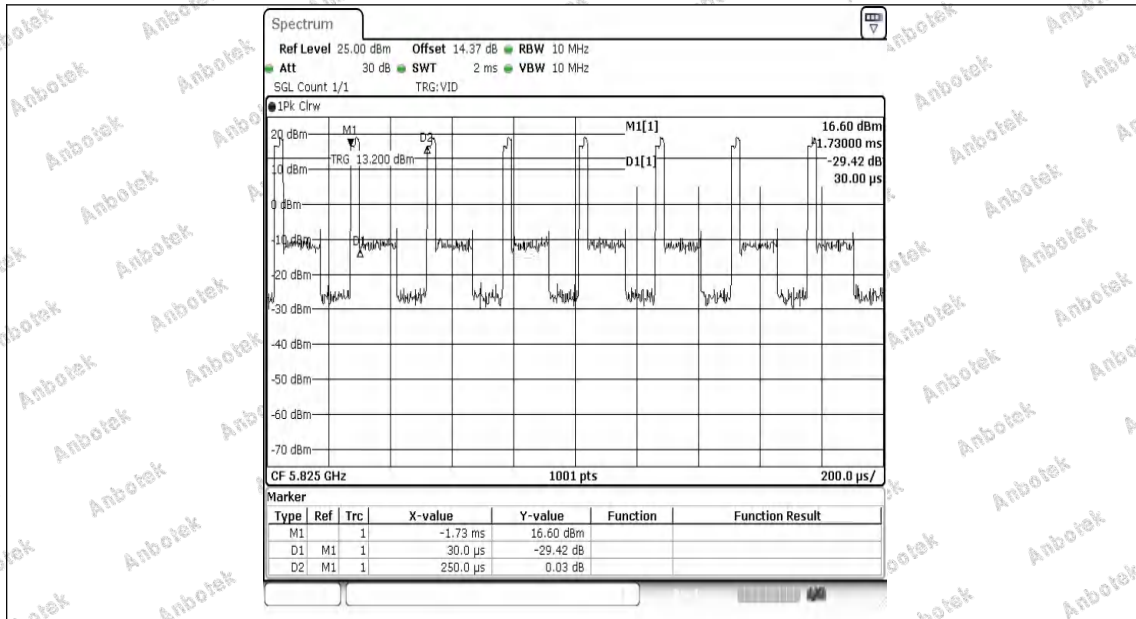 Spectrum
Ref Level 25.00 dBm Offset 14.37 dB RBW 10 MHz
Att 30 dB SWT 2 ms VBW 10 MHz
SGL Count 1/1 TRG:VID
1Pk Clrw
M1[1] 16.60 dBm
-1.73000 ms
D1[1] -29.42 dB
30.00 µs
20 dBm
M1
D2
TRG 13.200 dBm
10 dBm
0 dBm
-10 dBm
D1
-20 dBm
-30 dBm
-40 dBm
-50 dBm
-60 dBm
-70 dBm
CF 5.825 GHz 1001 pts 200.0 µs/
Marker
Type Ref Trc X-value Y-value Function Function Result
M1 1 -1.73 ms 16.60 dBm
D1 M1 1 30.0 µs -29.42 dB
D2 M1 1 250.0 µs 0.03 dB
Anbotek